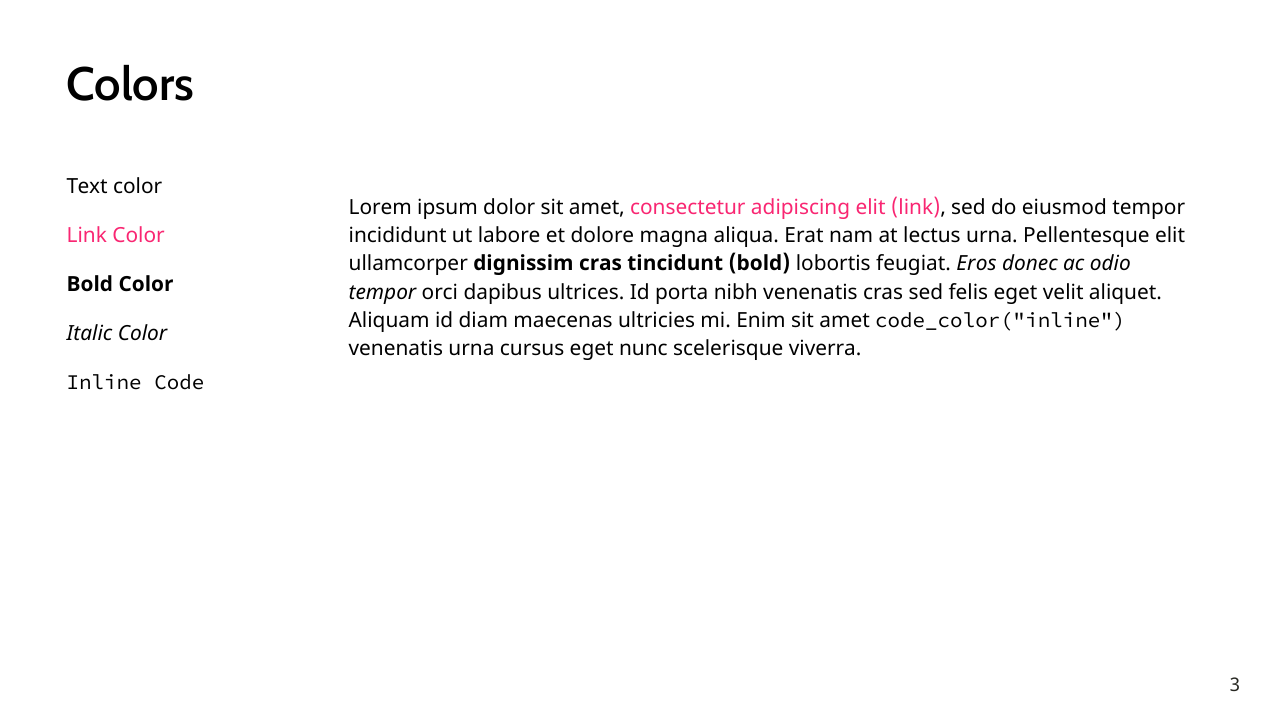 Colors
Text color
Link Color
Bold Color
Italic Color
Inline Code
Lorem ipsum dolor sit amet, consectetur adipiscing elit (link), sed do eiusmod tempor
incididunt ut labore et dolore magna aliqua. Erat nam at lectus urna. Pellentesque elit
ullamcorper dignissim cras tincidunt (bold) lobortis feugiat. Eros donec ac odio
tempor orci dapibus ultrices. Id porta nibh venenatis cras sed felis eget velit aliquet.
Aliquam id diam maecenas ultricies mi. Enim sit amet code_color("inline")
venenatis urna cursus eget nunc scelerisque viverra.
3